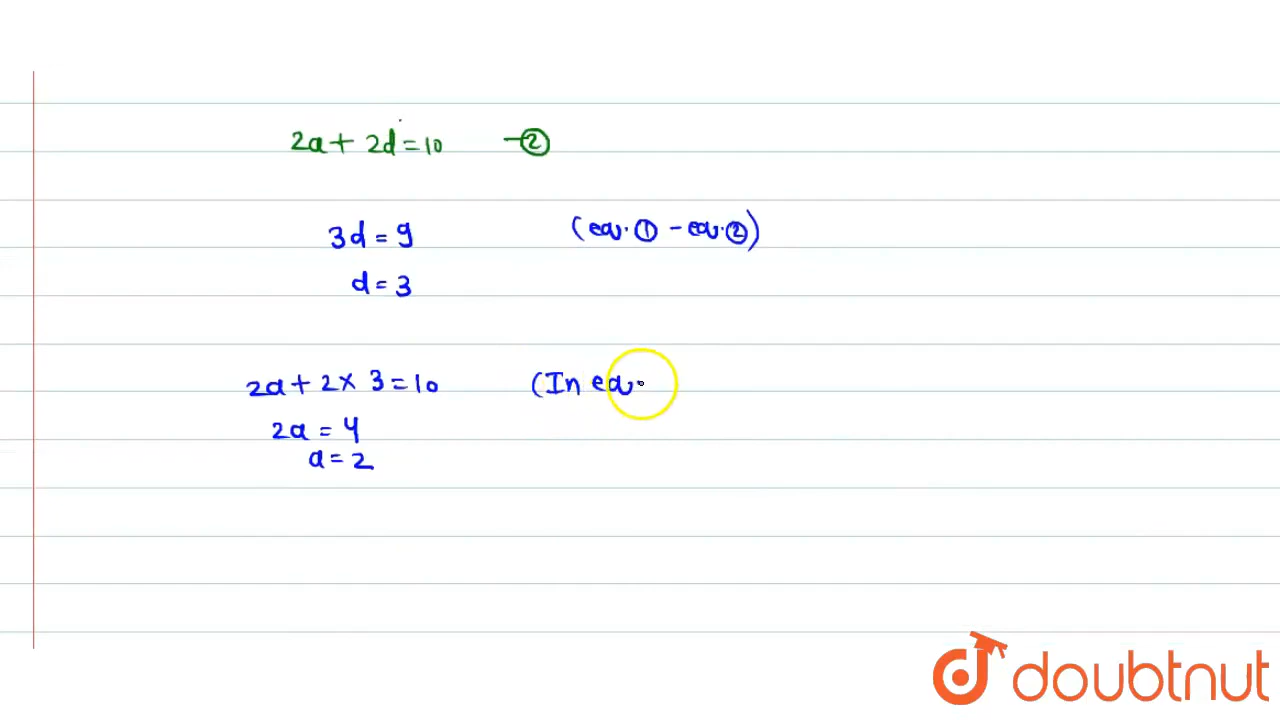 2a + 2d = 10 — ②
3d = 9 (eq. ① - eq. ②)
d = 3
2a + 2 × 3 = 10 (In eq.
2a = 4
a = 2
doubtnut